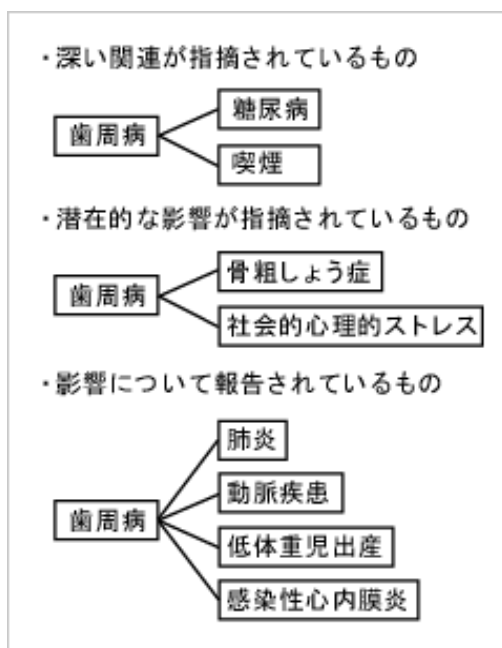 ・深い関連が指摘されているもの
歯周病
糖尿病
喫煙
・潜在的な影響が指摘されているもの
歯周病
骨粗しょう症
社会的心理的ストレス
・影響について報告されているもの
歯周病
肺炎
動脈疾患
低体重児出産
感染性心内膜炎